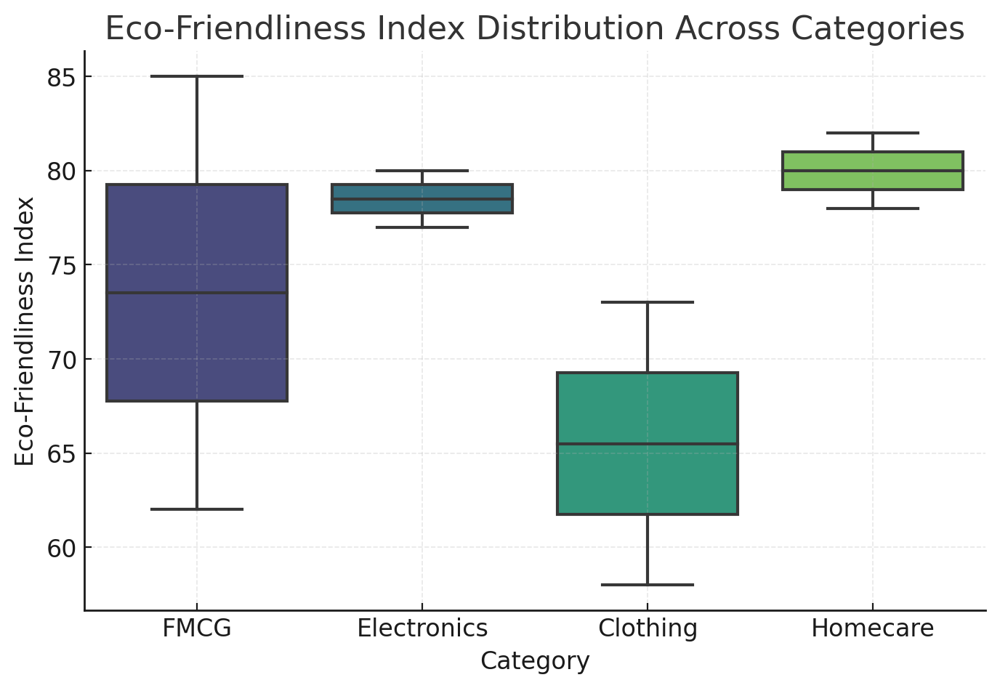 Eco-Friendliness Index Distribution Across Categories
Eco-Friendliness Index
85
80
75
70
65
60
FMCG Electronics Clothing Homecare
Category